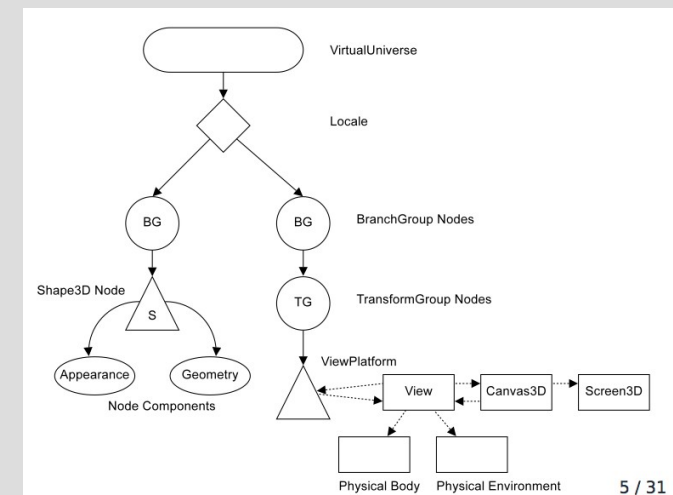 VirtualUniverse
Locale
BG
BG
BranchGroup Nodes
Shape3D Node
S
TG
TransformGroup Nodes
Appearance
Geometry
Node Components
ViewPlatform
View
Canvas3D
Screen3D
Physical Body
Physical Environment
5 / 31